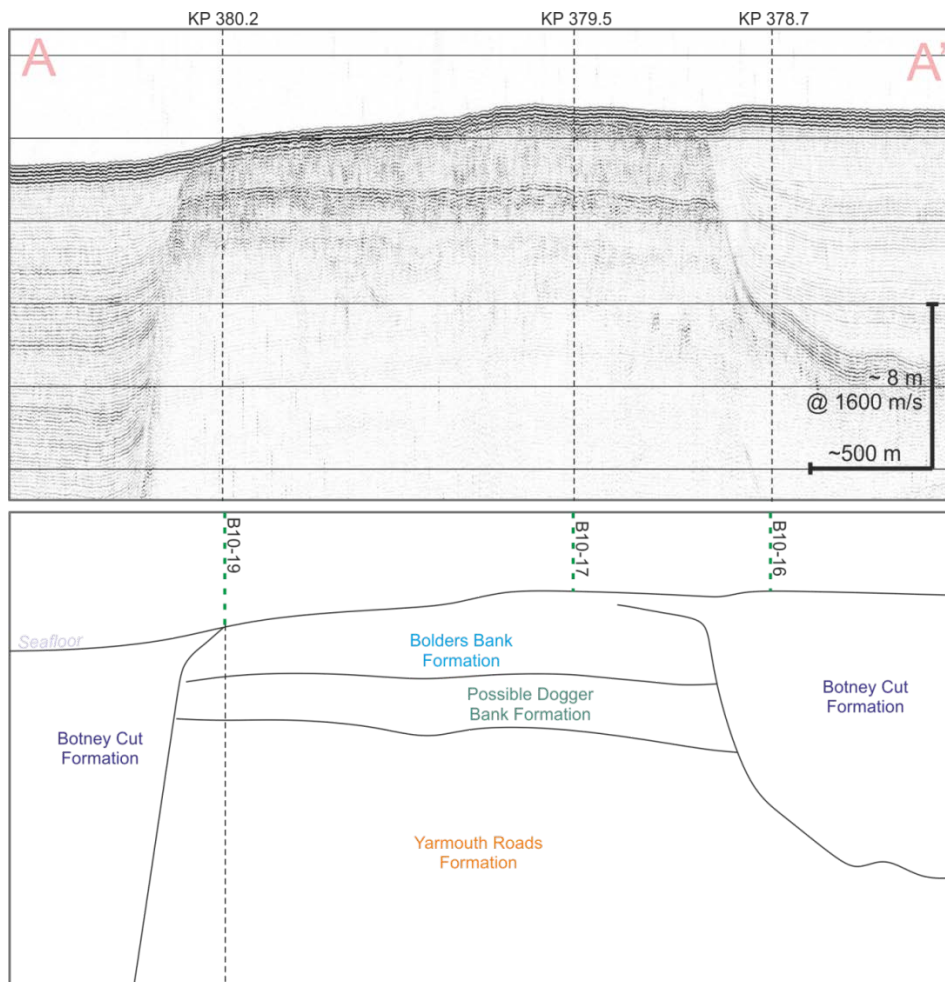 KP 380.2 KP 379.5 KP 378.7
A A'
~ 8 m
@ 1600 m/s
~500 m
B10-19 B10-17 B10-16
Seafloor
Bolders Bank
Formation
Possible Dogger
Bank Formation
Botney Cut
Formation
Botney Cut
Formation
Yarmouth Roads
Formation